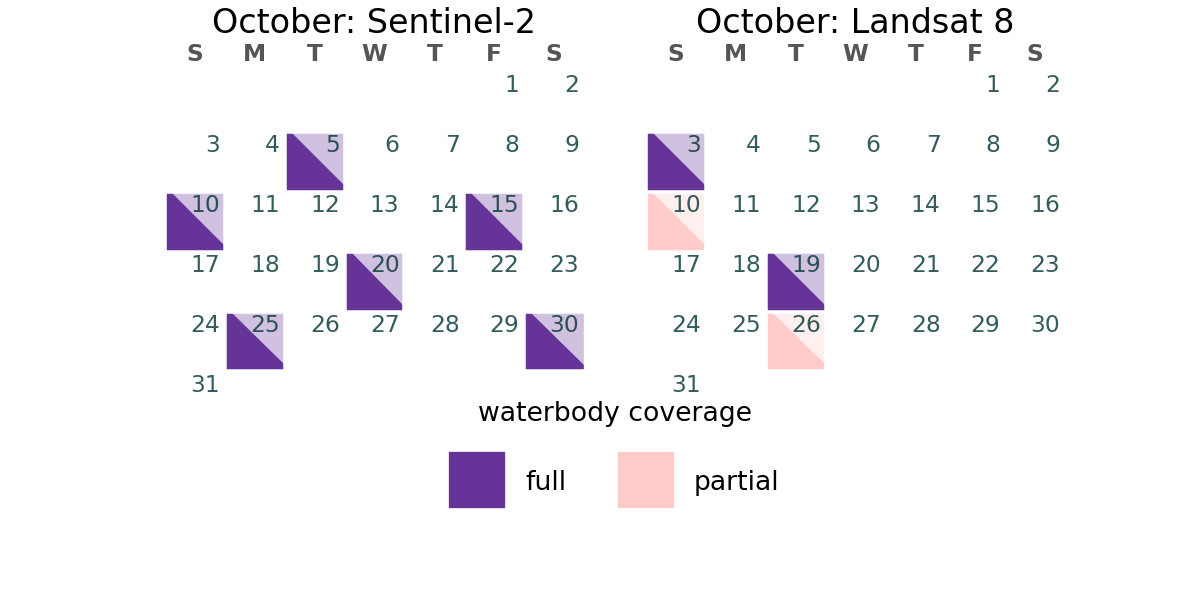 October: Sentinel-2
S M T W T F S
1 2
3 4 5 6 7 8 9
10 11 12 13 14 15 16
17 18 19 20 21 22 23
24 25 26 27 28 29 30
31
October: Landsat 8
S M T W T F S
1 2
3 4 5 6 7 8 9
10 11 12 13 14 15 16
17 18 19 20 21 22 23
24 25 26 27 28 29 30
31
waterbody coverage
full partial